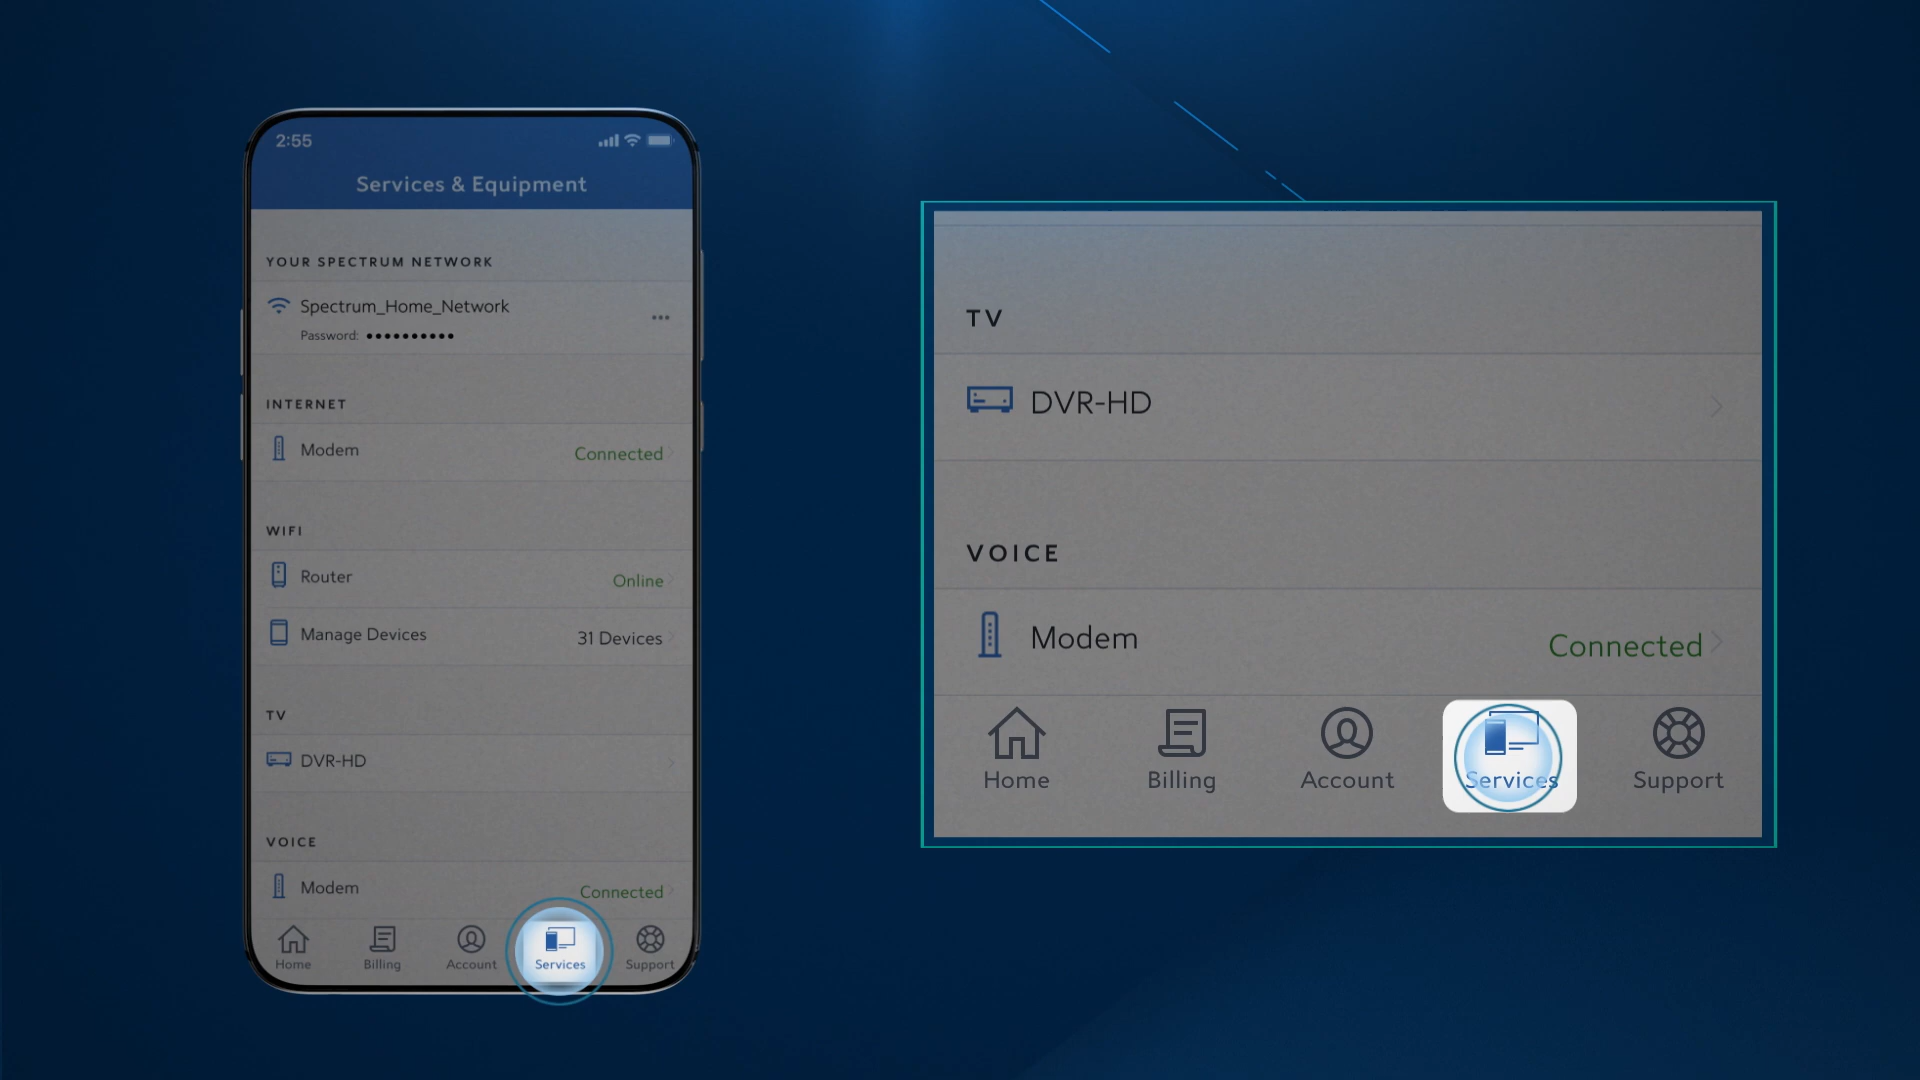 2:55
Services & Equipment
YOUR SPECTRUM NETWORK
Spectrum_Home_Network
Password: ••••••••••
INTERNET
Modem Connected
WIFI
Router Online
Manage Devices 31 Devices
TV
DVR-HD
VOICE
Modem Connected
Home Billing Account Services Support
TV
DVR-HD
VOICE
Modem Connected
Home Billing Account Services Support